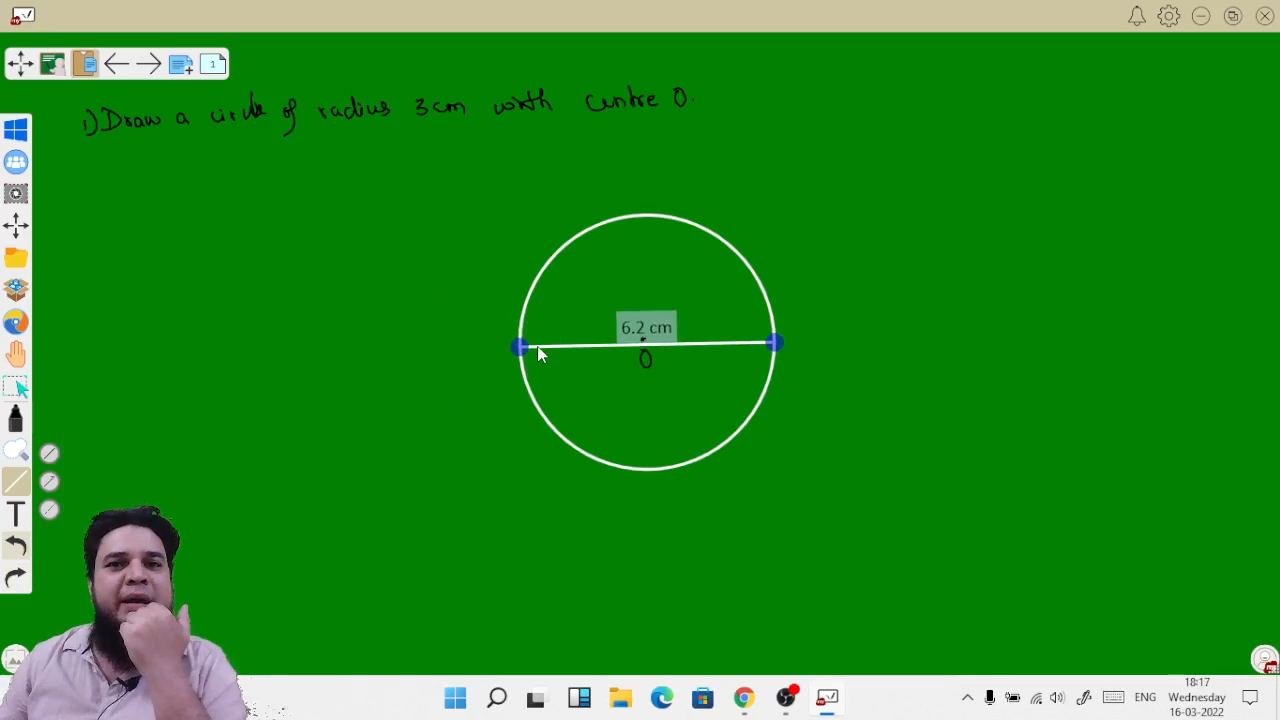 1
i) Draw a circle of radius 3cm with centre O.
6.2 cm
O
T
ENG
18:17
Wednesday
16-03-2022